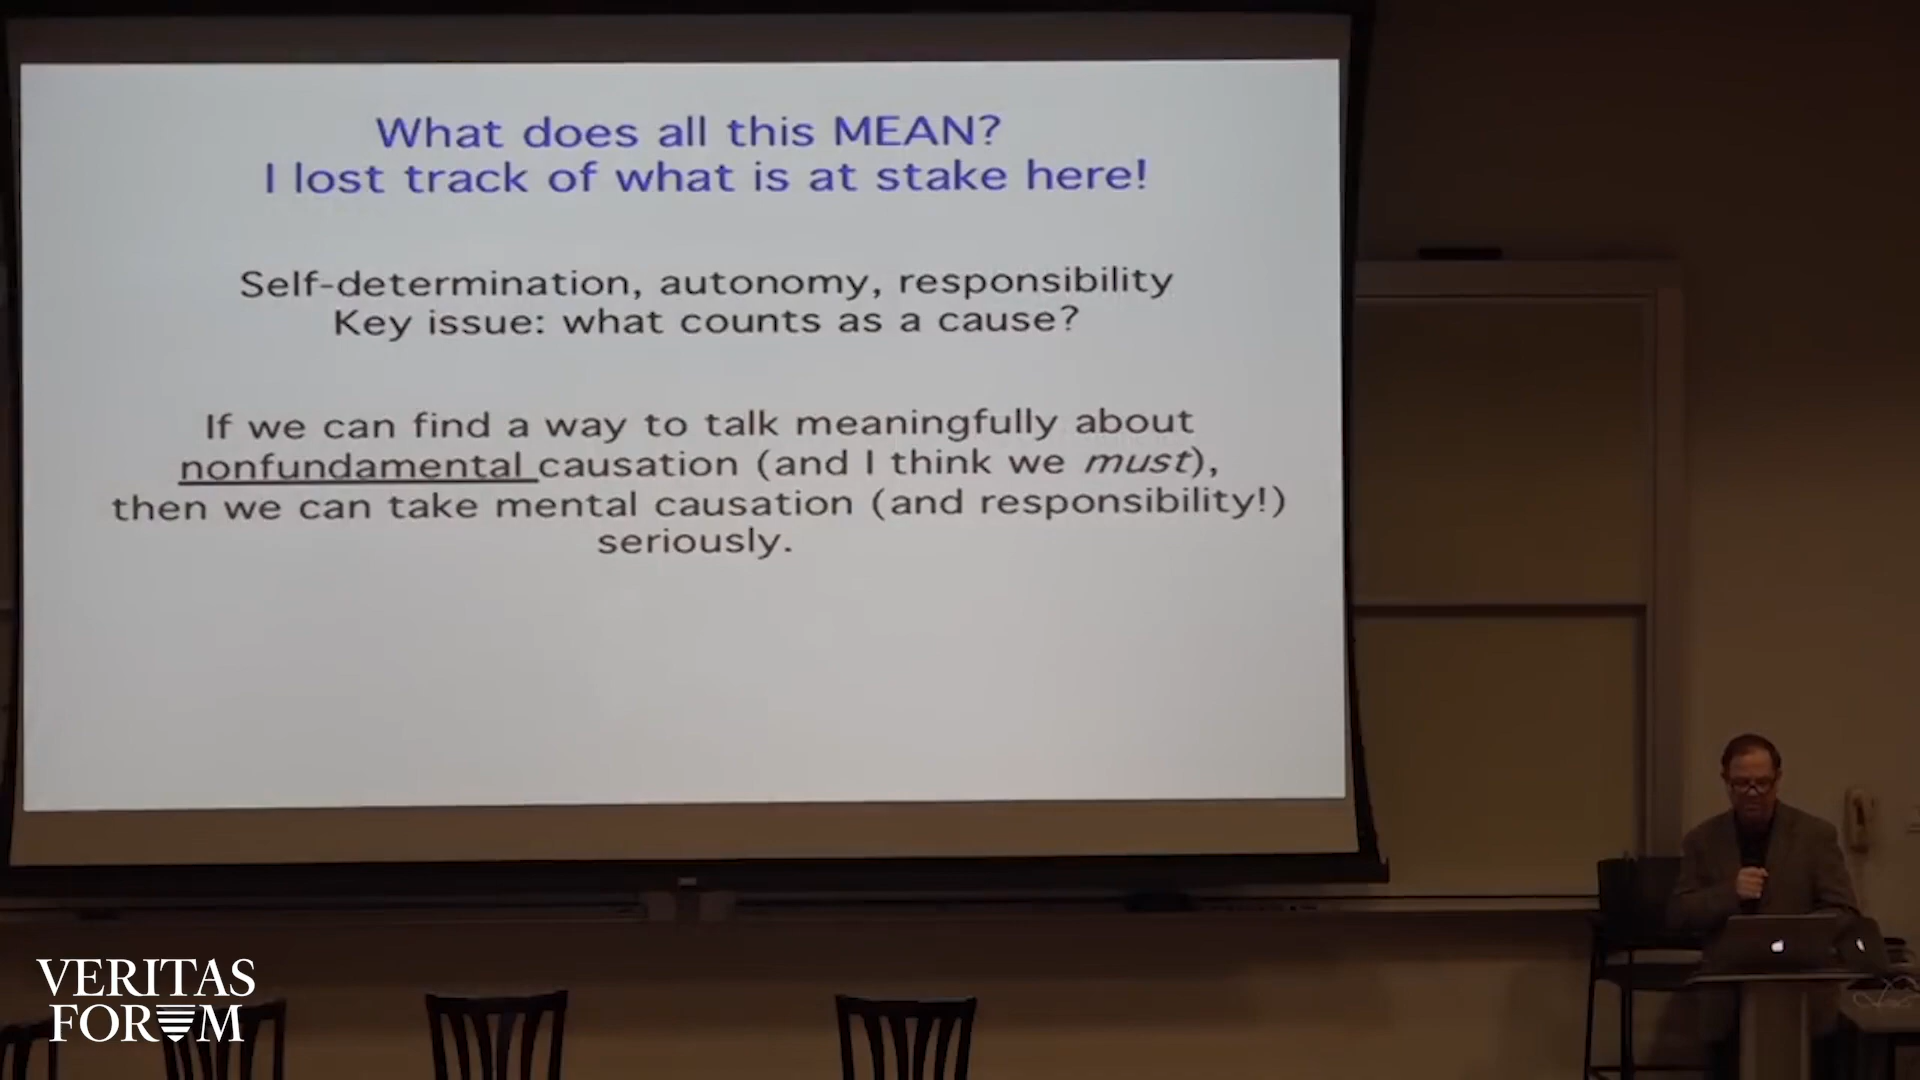 What does all this MEAN?
I lost track of what is at stake here!
Self-determination, autonomy, responsibility
Key issue: what counts as a cause?
If we can find a way to talk meaningfully about
nonfundamental causation (and I think we must),
then we can take mental causation (and responsibility!)
seriously.
VERITAS
FORUM